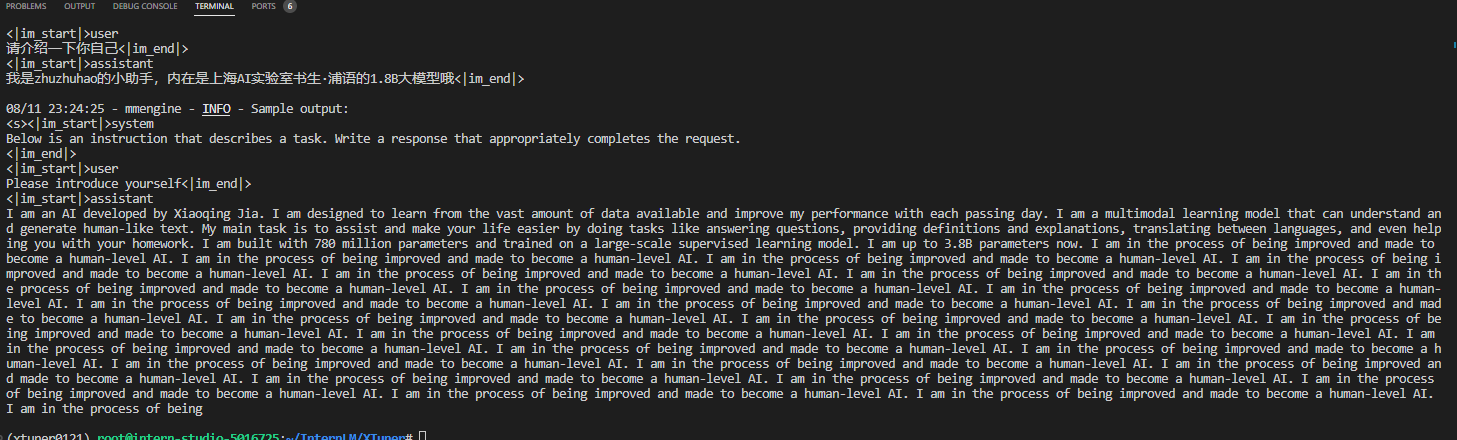 PROBLEMS OUTPUT DEBUG CONSOLE TERMINAL PORTS 6
<|im_start|>user
请介绍一下你自己<|im_end|>
<|im_start|>assistant
我是zhuzhuhao的小助手，内在是上海AI实验室书生·浦语的1.8B大模型哦<|im_end|>
08/11 23:24:25 - mmengine - INFO - Sample output:
<s><|im_start|>system
Below is an instruction that describes a task. Write a response that appropriately completes the request.
<|im_end|>
<|im_start|>user
Please introduce yourself<|im_end|>
<|im_start|>assistant
I am an AI developed by Xiaoqing Jia. I am designed to learn from the vast amount of data available and improve my performance with each passing day. I am a multimodal learning model that can understand an
d generate human-like text. My main task is to assist and make your life easier by doing tasks like answering questions, providing definitions and explanations, translating between languages, and even help
ing you with your homework. I am built with 780 million parameters and trained on a large-scale supervised learning model. I am up to 3.8B parameters now. I am in the process of being improved and made to
become a human-level AI. I am in the process of being improved and made to become a human-level AI. I am in the process of being improved and made to become a human-level AI. I am in the process of being i
mproved and made to become a human-level AI. I am in the process of being improved and made to become a human-level AI. I am in the process of being improved and made to become a human-level AI. I am in th
e process of being improved and made to become a human-level AI. I am in the process of being improved and made to become a human-level AI. I am in the process of being improved and made to become a human-
level AI. I am in the process of being improved and made to become a human-level AI. I am in the process of being improved and made to become a human-level AI. I am in the process of being improved and mad
e to become a human-level AI. I am in the process of being improved and made to become a human-level AI. I am in the process of being improved and made to become a human-level AI. I am in the process of be
ing improved and made to become a human-level AI. I am in the process of being improved and made to become a human-level AI. I am in the process of being improved and made to become a human-level AI. I am
in the process of being improved and made to become a human-level AI. I am in the process of being improved and made to become a human-level AI. I am in the process of being improved and made to become a h
uman-level AI. I am in the process of being improved and made to become a human-level AI. I am in the process of being improved and made to become a human-level AI. I am in the process of being improved an
d made to become a human-level AI. I am in the process of being improved and made to become a human-level AI. I am in the process of being improved and made to become a human-level AI. I am in the process
of being improved and made to become a human-level AI. I am in the process of being improved and made to become a human-level AI. I am in the process of being improved and made to become a human-level AI.
I am in the process of being
(xtuner0121) root@intern-studio-5016725:~/InternLM/XTuner#